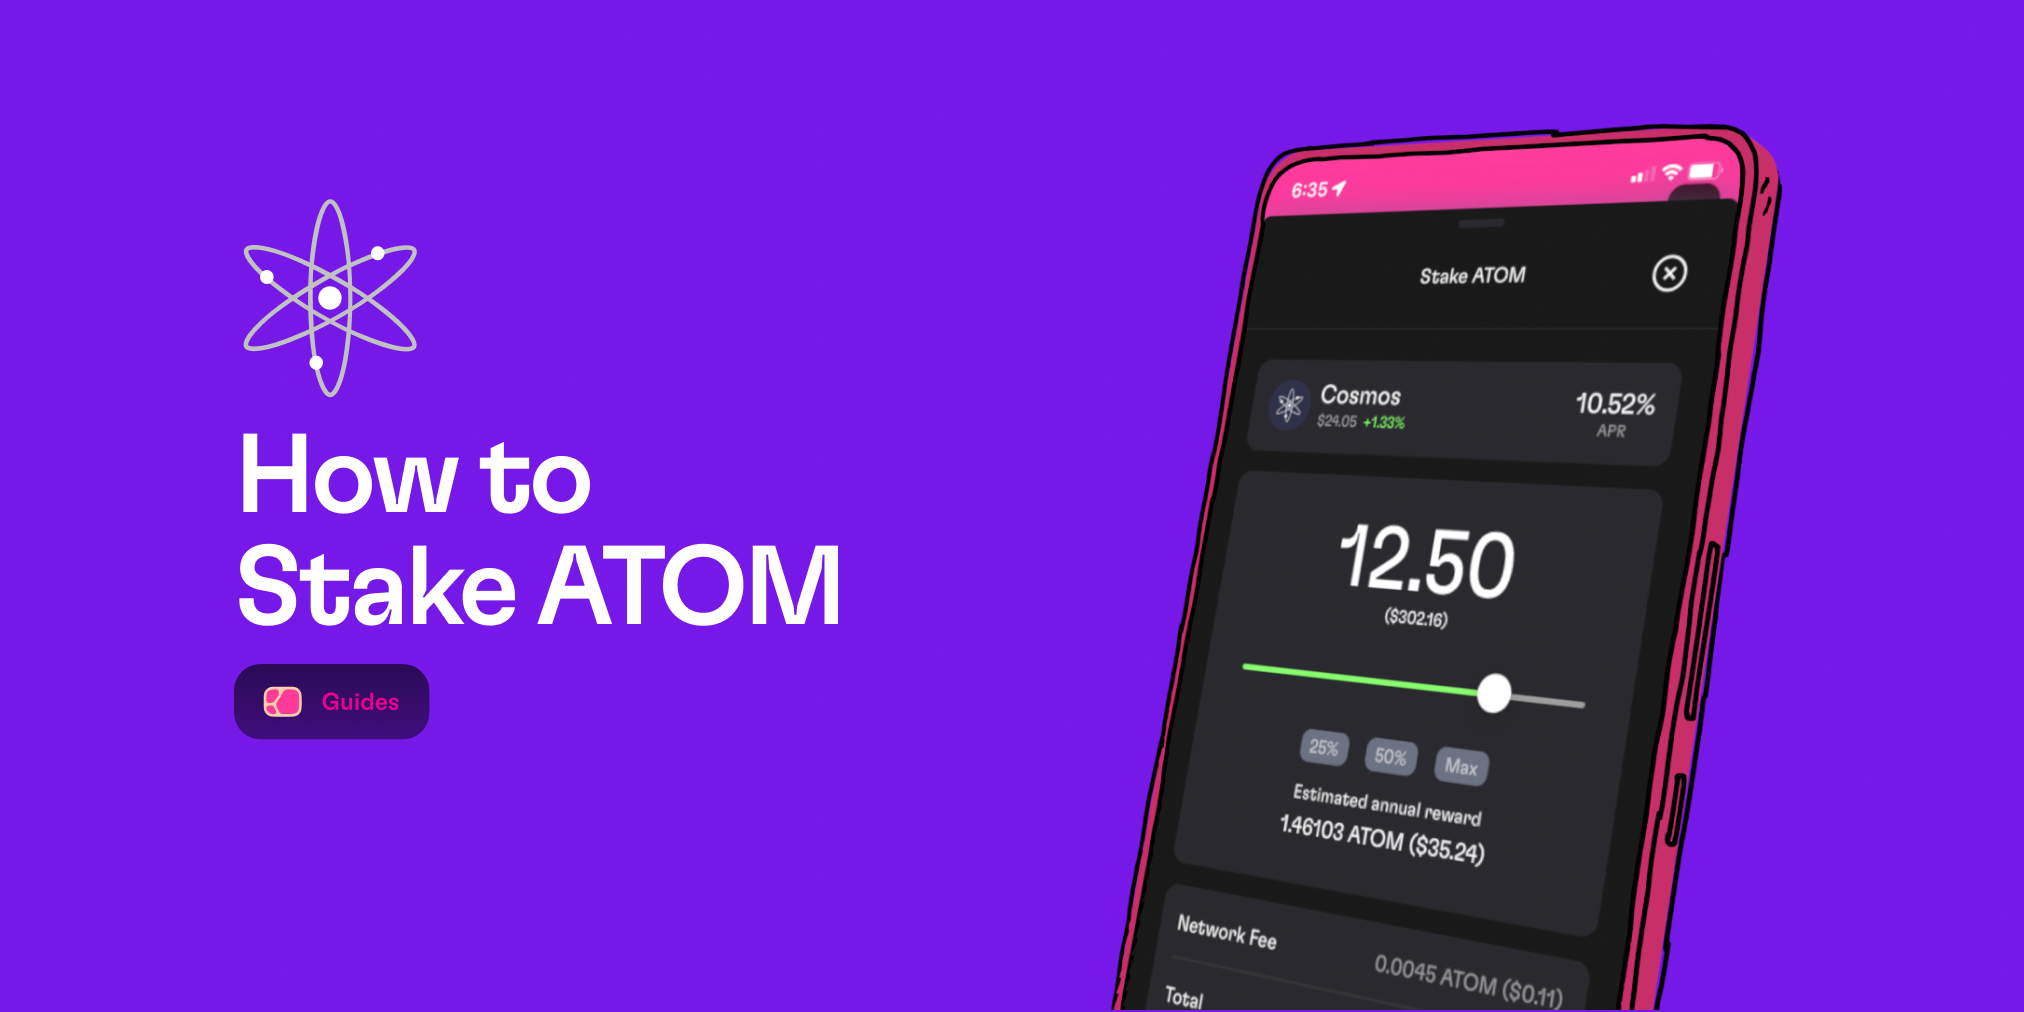 How to
Stake ATOM
Guides
6:35
Stake ATOM
Cosmos
$24.05 +1.33%
10.52%
APR
12.50
($302.16)
25% 50% Max
Estimated annual reward
1.46103 ATOM ($35.24)
Network Fee
0.0045 ATOM ($0.11)
Total